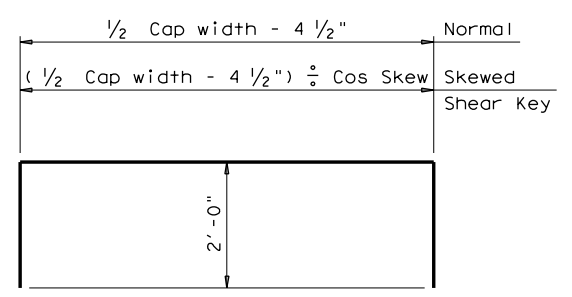 ½ Cap width - 4 ½" Normal
( ½ Cap width - 4 ½") ÷ Cos Skew Skewed
Shear Key
2'-0"